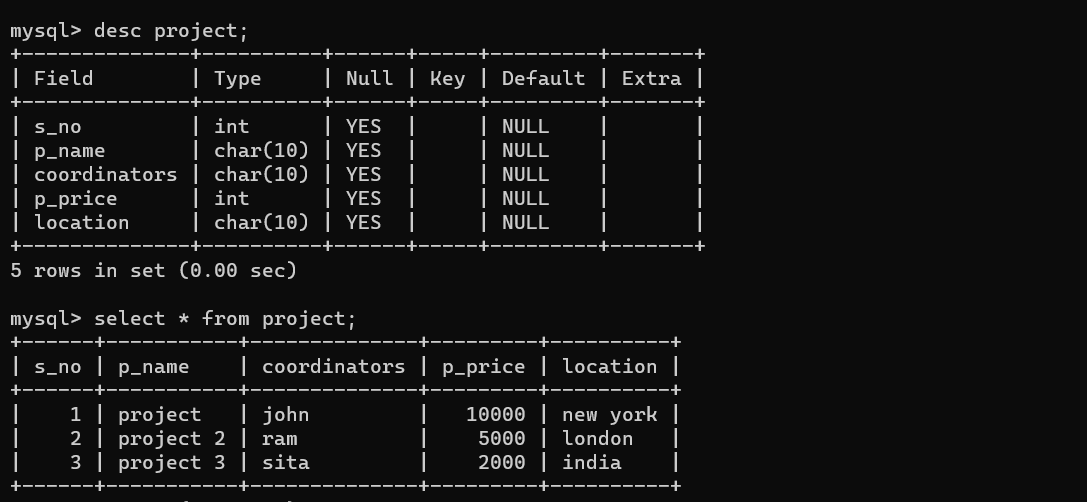 mysql> desc project;
+--------------+----------+------+-----+---------+-------+
| Field        | Type     | Null | Key | Default | Extra |
+--------------+----------+------+-----+---------+-------+
| s_no         | int      | YES  |     | NULL    |       |
| p_name       | char(10) | YES  |     | NULL    |       |
| coordinators | char(10) | YES  |     | NULL    |       |
| p_price      | int      | YES  |     | NULL    |       |
| location     | char(10) | YES  |     | NULL    |       |
+--------------+----------+------+-----+---------+-------+
5 rows in set (0.00 sec)

mysql> select * from project;
+------+-----------+--------------+---------+----------+
| s_no | p_name    | coordinators | p_price | location |
+------+-----------+--------------+---------+----------+
|    1 | project   | john         |   10000 | new york |
|    2 | project 2 | ram          |    5000 | london   |
|    3 | project 3 | sita         |    2000 | india    |
+------+-----------+--------------+---------+----------+